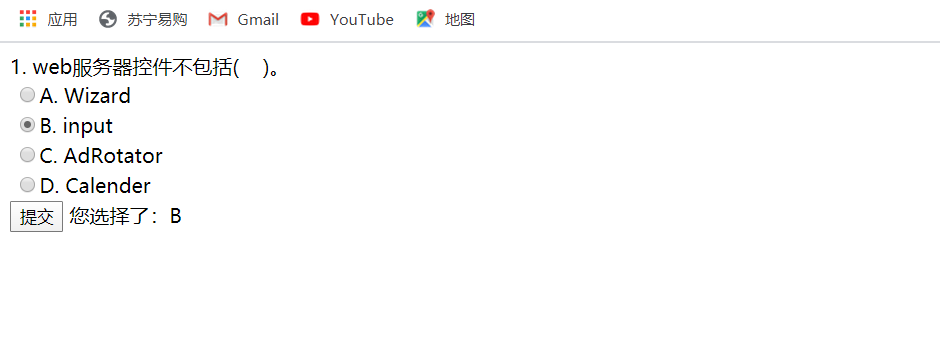 应用 苏宁易购 Gmail YouTube 地图
1. web服务器控件不包括( )。
A. Wizard
B. input
C. AdRotator
D. Calender
提交 您选择了：B